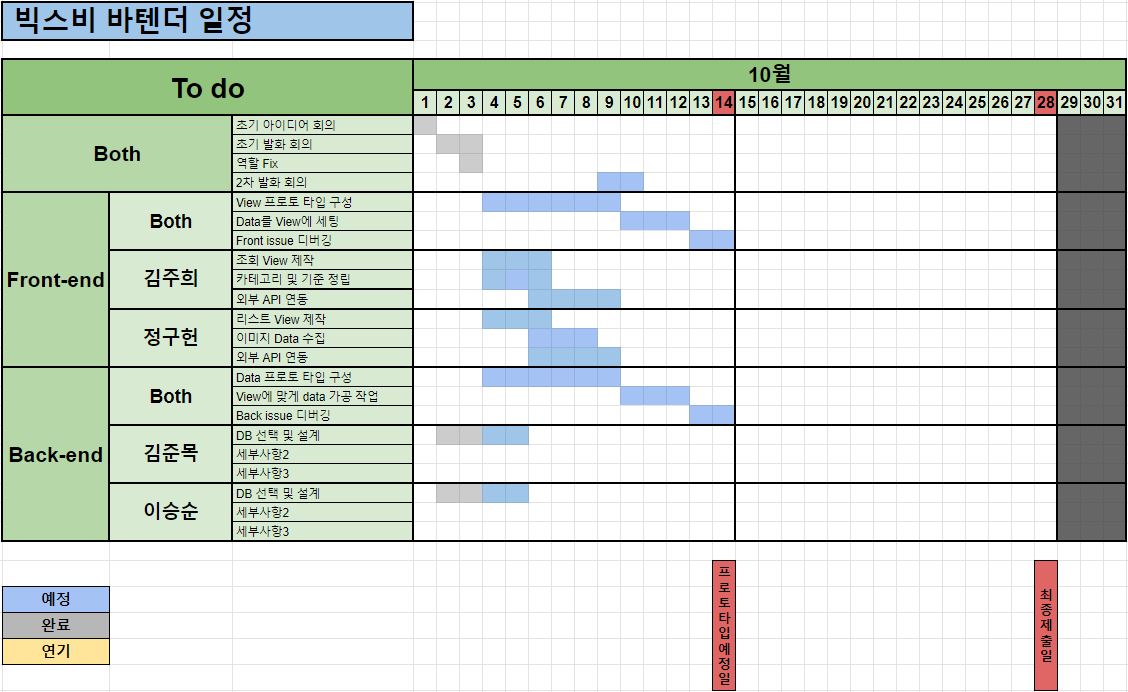 빅스비 바텐더 일정
To do
10월
1 2 3 4 5 6 7 8 9 10 11 12 13 14 15 16 17 18 19 20 21 22 23 24 25 26 27 28 29 30 31
Both
초기 아이디어 회의
초기 발화 회의
역할 Fix
2차 발화 회의
Front-end
Both
View 프로토 타입 구성
Data를 View에 세팅
Front issue 디버깅
김주희
조회 View 제작
카테고리 및 기준 정립
외부 API 연동
정구헌
리스트 View 제작
이미지 Data 수집
외부 API 연동
Back-end
Both
Data 프로토 타입 구성
View에 맞게 data 가공 작업
Back issue 디버깅
김준목
DB 선택 및 설계
세부사항2
세부사항3
이승순
DB 선택 및 설계
세부사항2
세부사항3
예정
완료
연기
프로토타입예정일
최종제출일